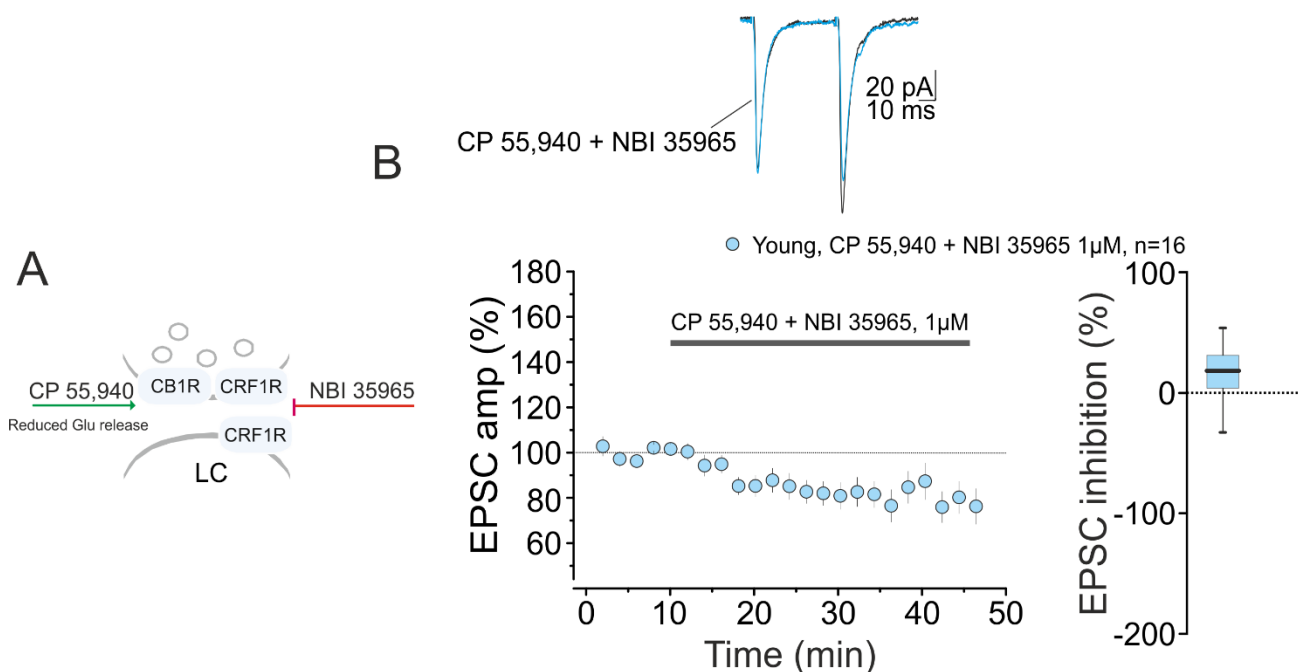 A
CP 55,940
Reduced Glu release
CB1R
CRF1R
NBI 35965
CRF1R
LC
B
CP 55,940 + NBI 35965
20 pA
10 ms
Young, CP 55,940 + NBI 35965 1µM, n=16
EPSC amp (%)
180
160
140
120
100
80
60
CP 55,940 + NBI 35965, 1µM
0
10
20
30
40
50
Time (min)
EPSC inhibition (%)
100
0
-100
-200